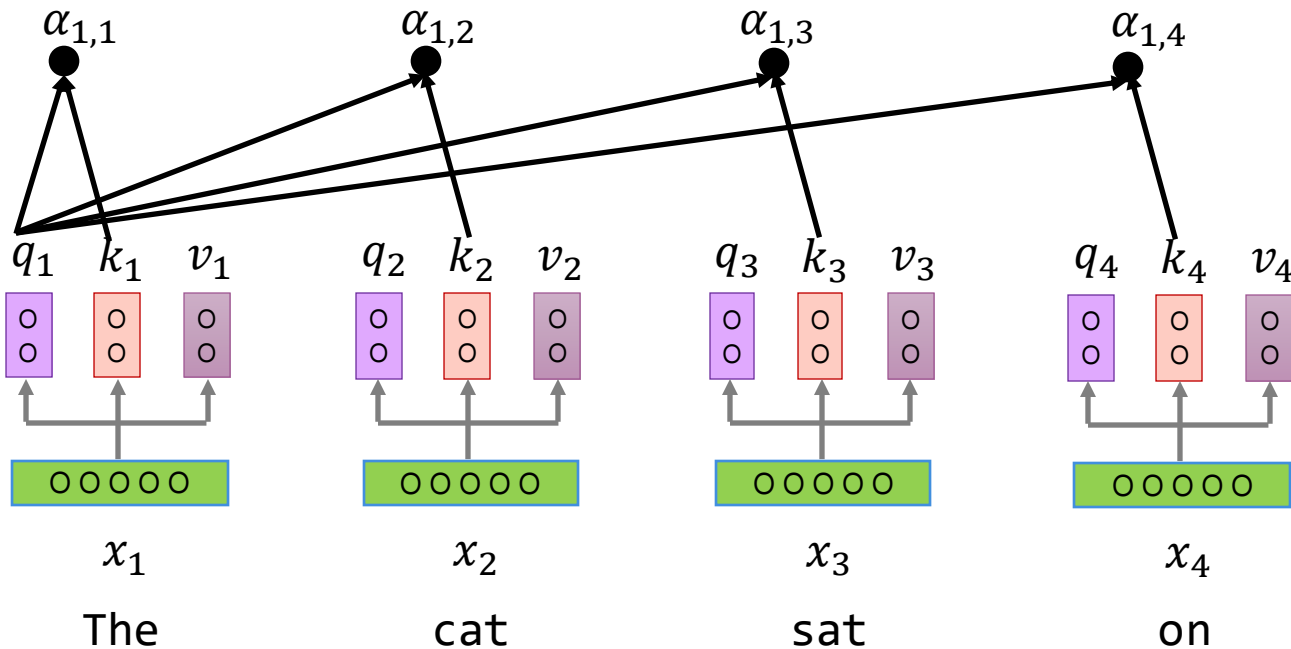 α1,1 α1,2 α1,3 α1,4
q1 k1 v1 q2 k2 v2 q3 k3 v3 q4 k4 v4
x1 x2 x3 x4
The cat sat on